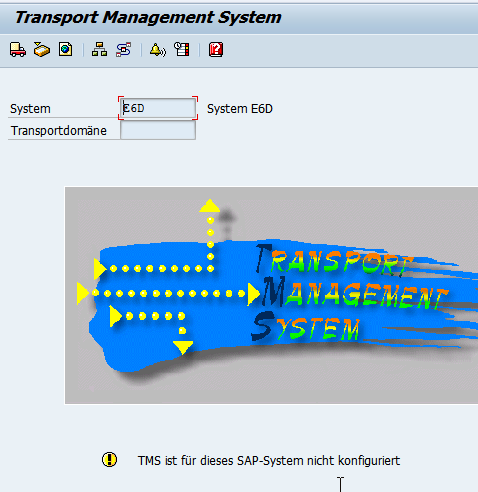 Transport Management System
System E6D System E6D
Transportdomäne
TRANSPORT
MANAGEMENT
SYSTEM
TMS ist für dieses SAP-System nicht konfiguriert